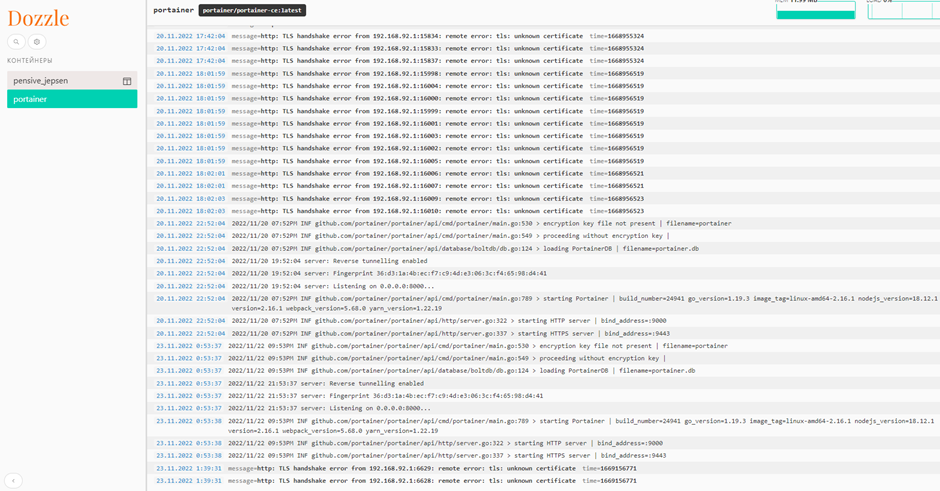 Dozzle
КОНТЕЙНЕРЫ
pensive_jepsen
portainer
portainer portainer/portainer-ce:latest
20.11.2022 17:42:04 message=http: TLS handshake error from 192.168.92.1:15834: remote error: tls: unknown certificate time=1668955324
20.11.2022 17:42:04 message=http: TLS handshake error from 192.168.92.1:15833: remote error: tls: unknown certificate time=1668955324
20.11.2022 17:42:04 message=http: TLS handshake error from 192.168.92.1:15837: remote error: tls: unknown certificate time=1668955324
20.11.2022 18:01:59 message=http: TLS handshake error from 192.168.92.1:15998: remote error: tls: unknown certificate time=1668956519
20.11.2022 18:01:59 message=http: TLS handshake error from 192.168.92.1:16004: remote error: tls: unknown certificate time=1668956519
20.11.2022 18:01:59 message=http: TLS handshake error from 192.168.92.1:16000: remote error: tls: unknown certificate time=1668956519
20.11.2022 18:01:59 message=http: TLS handshake error from 192.168.92.1:15999: remote error: tls: unknown certificate time=1668956519
20.11.2022 18:01:59 message=http: TLS handshake error from 192.168.92.1:16001: remote error: tls: unknown certificate time=1668956519
20.11.2022 18:01:59 message=http: TLS handshake error from 192.168.92.1:16003: remote error: tls: unknown certificate time=1668956519
20.11.2022 18:01:59 message=http: TLS handshake error from 192.168.92.1:16002: remote error: tls: unknown certificate time=1668956519
20.11.2022 18:01:59 message=http: TLS handshake error from 192.168.92.1:16005: remote error: tls: unknown certificate time=1668956519
20.11.2022 18:02:01 message=http: TLS handshake error from 192.168.92.1:16006: remote error: tls: unknown certificate time=1668956521
20.11.2022 18:02:01 message=http: TLS handshake error from 192.168.92.1:16007: remote error: tls: unknown certificate time=1668956521
20.11.2022 18:02:03 message=http: TLS handshake error from 192.168.92.1:16009: remote error: tls: unknown certificate time=1668956523
20.11.2022 18:02:03 message=http: TLS handshake error from 192.168.92.1:16010: remote error: tls: unknown certificate time=1668956523
20.11.2022 22:52:04 2022/11/20 07:52PM INF github.com/portainer/portainer/api/cmd/portainer/main.go:530 > encryption key file not present | filename=portainer
20.11.2022 22:52:04 2022/11/20 07:52PM INF github.com/portainer/portainer/api/cmd/portainer/main.go:549 > proceeding without encryption key |
20.11.2022 22:52:04 2022/11/20 07:52PM INF github.com/portainer/portainer/api/database/boltdb/db.go:124 > loading PortainerDB | filename=portainer.db
20.11.2022 22:52:04 2022/11/20 19:52:04 server: Reverse tunnelling enabled
20.11.2022 22:52:04 2022/11/20 19:52:04 server: Fingerprint 36:d3:1a:4b:ec:f7:c9:4d:e3:06:3c:f4:65:98:d4:41
20.11.2022 22:52:04 2022/11/20 19:52:04 server: Listening on 0.0.0.0:8000...
20.11.2022 22:52:04 2022/11/20 07:52PM INF github.com/portainer/portainer/api/cmd/portainer/main.go:789 > starting Portainer | build_number=24941 go_version=1.19.3 image_tag=linux-amd64-2.16.1 nodejs_version=18.12.1
version=2.16.1 webpack_version=5.68.0 yarn_version=1.22.19
20.11.2022 22:52:04 2022/11/20 07:52PM INF github.com/portainer/portainer/api/http/server.go:322 > starting HTTP server | bind_address=:9000
20.11.2022 22:52:04 2022/11/20 07:52PM INF github.com/portainer/portainer/api/http/server.go:337 > starting HTTPS server | bind_address=:9443
23.11.2022 0:53:37 2022/11/22 09:53PM INF github.com/portainer/portainer/api/cmd/portainer/main.go:530 > encryption key file not present | filename=portainer
23.11.2022 0:53:37 2022/11/22 09:53PM INF github.com/portainer/portainer/api/cmd/portainer/main.go:549 > proceeding without encryption key |
23.11.2022 0:53:37 2022/11/22 09:53PM INF github.com/portainer/portainer/api/database/boltdb/db.go:124 > loading PortainerDB | filename=portainer.db
23.11.2022 0:53:37 2022/11/22 21:53:37 server: Reverse tunnelling enabled
23.11.2022 0:53:37 2022/11/22 21:53:37 server: Fingerprint 36:d3:1a:4b:ec:f7:c9:4d:e3:06:3c:f4:65:98:d4:41
23.11.2022 0:53:37 2022/11/22 21:53:37 server: Listening on 0.0.0.0:8000...
23.11.2022 0:53:38 2022/11/22 09:53PM INF github.com/portainer/portainer/api/cmd/portainer/main.go:789 > starting Portainer | build_number=24941 go_version=1.19.3 image_tag=linux-amd64-2.16.1 nodejs_version=18.12.1
version=2.16.1 webpack_version=5.68.0 yarn_version=1.22.19
23.11.2022 0:53:38 2022/11/22 09:53PM INF github.com/portainer/portainer/api/http/server.go:322 > starting HTTP server | bind_address=:9000
23.11.2022 0:53:38 2022/11/22 09:53PM INF github.com/portainer/portainer/api/http/server.go:337 > starting HTTPS server | bind_address=:9443
23.11.2022 1:39:31 message=http: TLS handshake error from 192.168.92.1:6629: remote error: tls: unknown certificate time=1669156771
23.11.2022 1:39:31 message=http: TLS handshake error from 192.168.92.1:6628: remote error: tls: unknown certificate time=1669156771